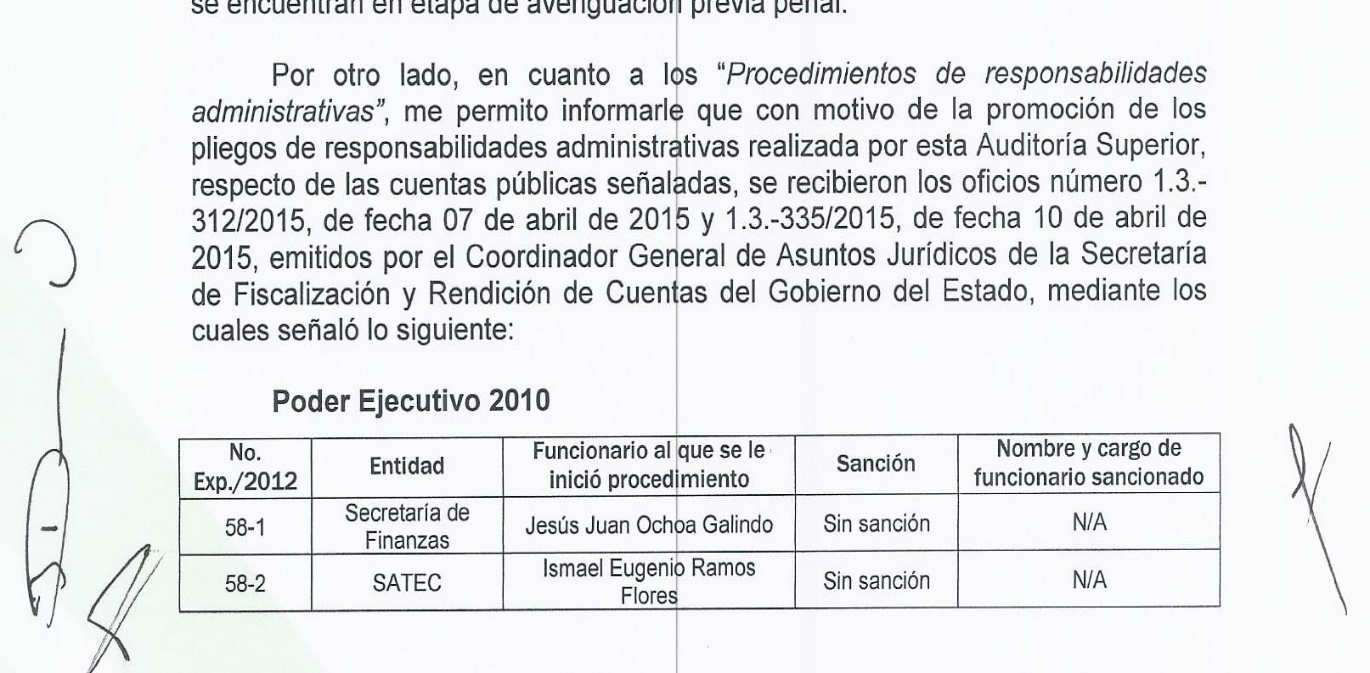 se encuentran en etapa de averiguación previa penal.
Por otro lado, en cuanto a los “Procedimientos de responsabilidades
administrativas”, me permito informarle que con motivo de la promoción de los
pliegos de responsabilidades administrativas realizada por esta Auditoría Superior,
respecto de las cuentas públicas señaladas, se recibieron los oficios número 1.3.-
312/2015, de fecha 07 de abril de 2015 y 1.3.-335/2015, de fecha 10 de abril de
2015, emitidos por el Coordinador General de Asuntos Jurídicos de la Secretaría
de Fiscalización y Rendición de Cuentas del Gobierno del Estado, mediante los
cuales señaló lo siguiente:
Poder Ejecutivo 2010
No. Exp./2012 Entidad Funcionario al que se le inició procedimiento Sanción Nombre y cargo de funcionario sancionado
58-1 Secretaría de Finanzas Jesús Juan Ochoa Galindo Sin sanción N/A
58-2 SATEC Ismael Eugenio Ramos Flores Sin sanción N/A